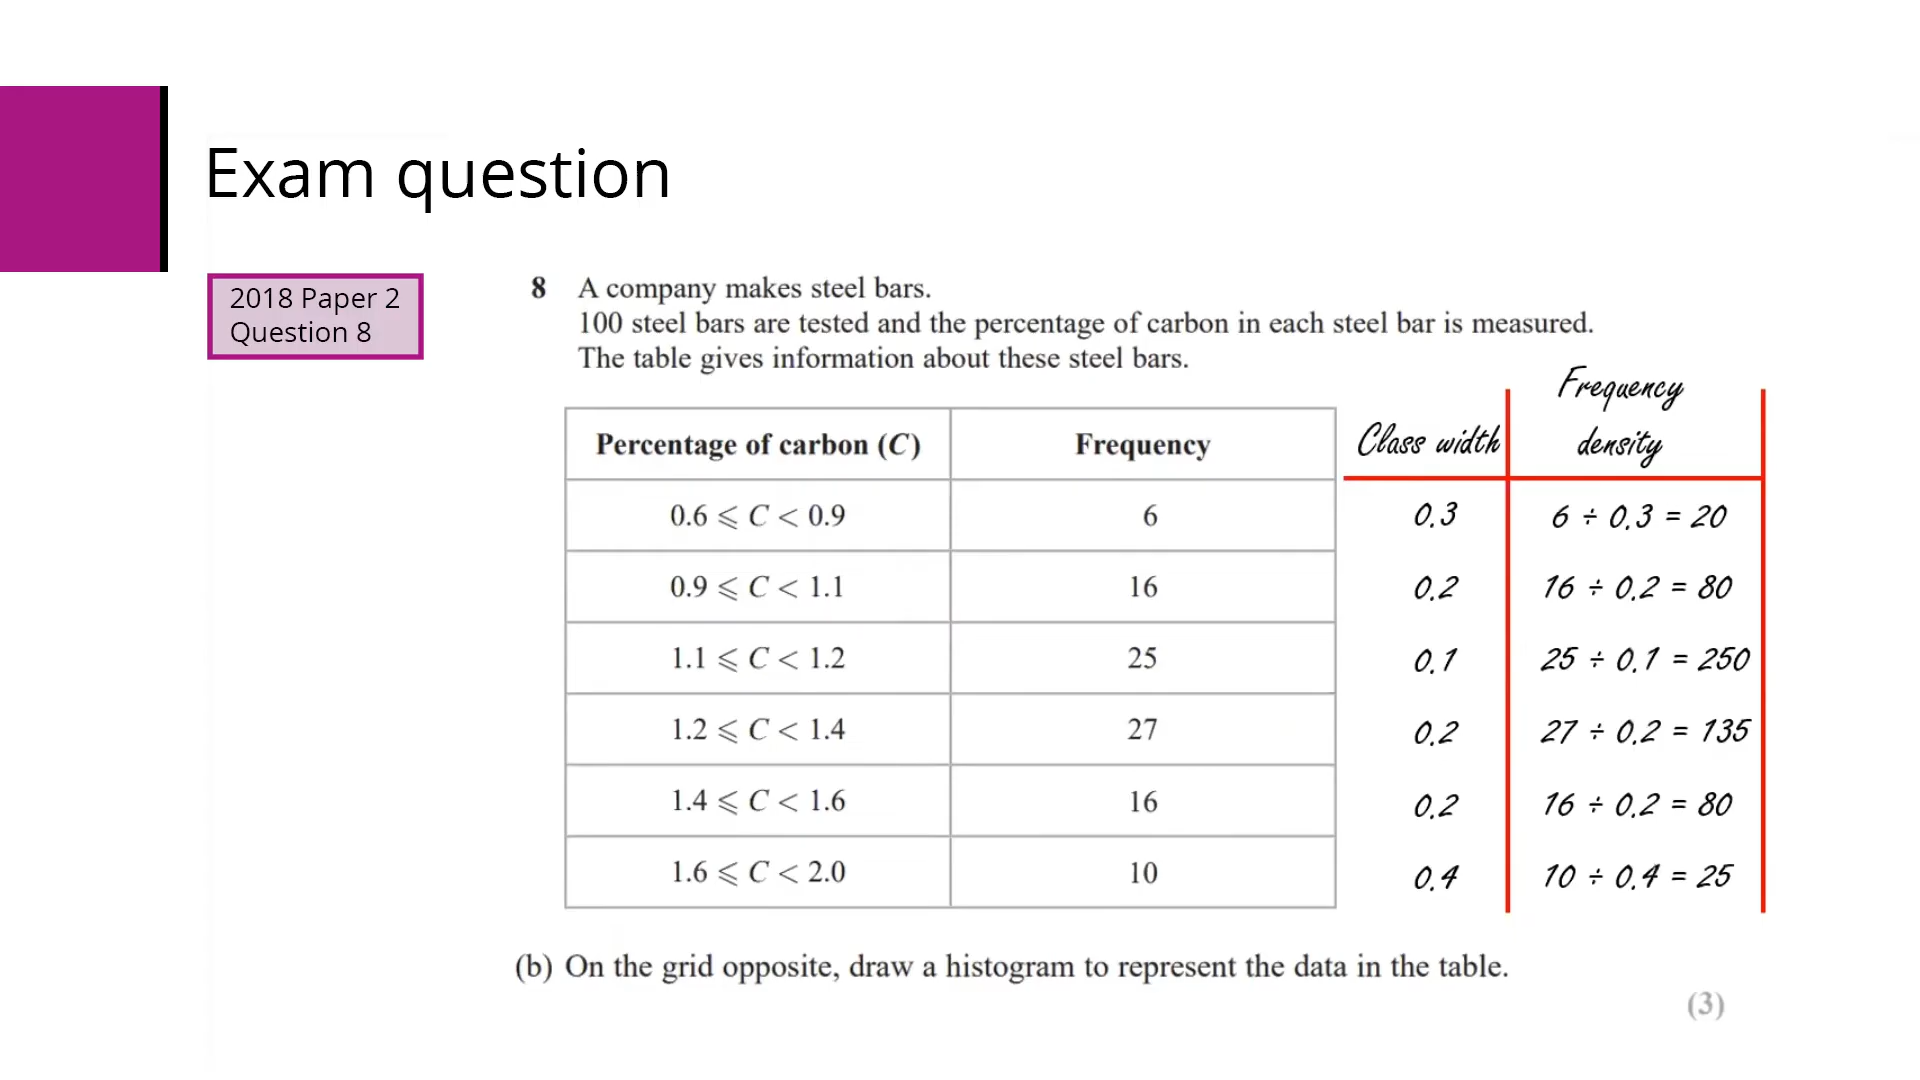 Exam question
2018 Paper 2
Question 8
8 A company makes steel bars.
100 steel bars are tested and the percentage of carbon in each steel bar is measured.
The table gives information about these steel bars.
Percentage of carbon (C) Frequency Class width Frequency density
0.6 ⩽ C < 0.9 6 0.3 6 ÷ 0.3 = 20
0.9 ⩽ C < 1.1 16 0.2 16 ÷ 0.2 = 80
1.1 ⩽ C < 1.2 25 0.1 25 ÷ 0.1 = 250
1.2 ⩽ C < 1.4 27 0.2 27 ÷ 0.2 = 135
1.4 ⩽ C < 1.6 16 0.2 16 ÷ 0.2 = 80
1.6 ⩽ C < 2.0 10 0.4 10 ÷ 0.4 = 25
(b) On the grid opposite, draw a histogram to represent the data in the table.
(3)